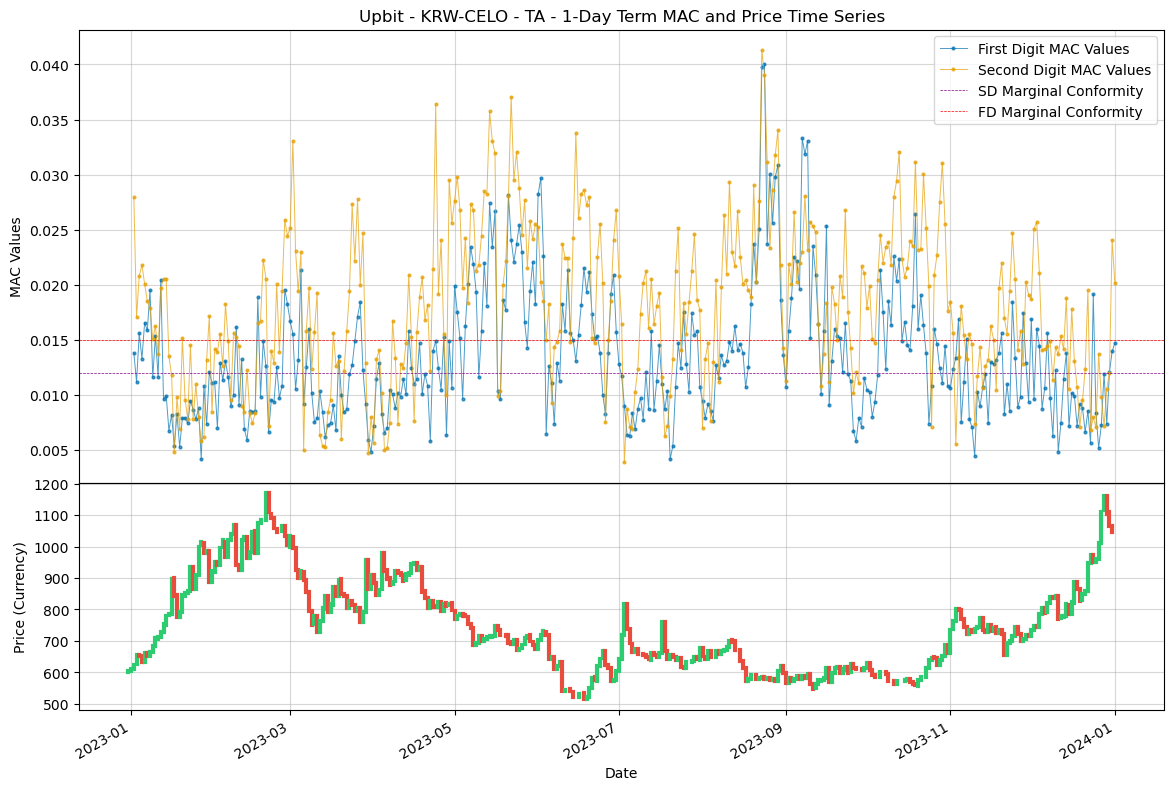 Upbit - KRW-CELO - TA - 1-Day Term MAC and Price Time Series
First Digit MAC Values
Second Digit MAC Values
SD Marginal Conformity
FD Marginal Conformity
MAC Values
0.040
0.035
0.030
0.025
0.020
0.015
0.010
0.005
Price (Currency)
1200
1100
1000
900
800
700
600
500
2023-01
2023-03
2023-05
2023-07
2023-09
2023-11
2024-01
Date